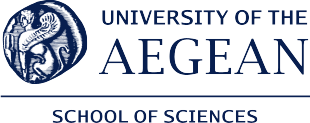 UNIVERSITY OF THE
AEGEAN
SCHOOL OF SCIENCES